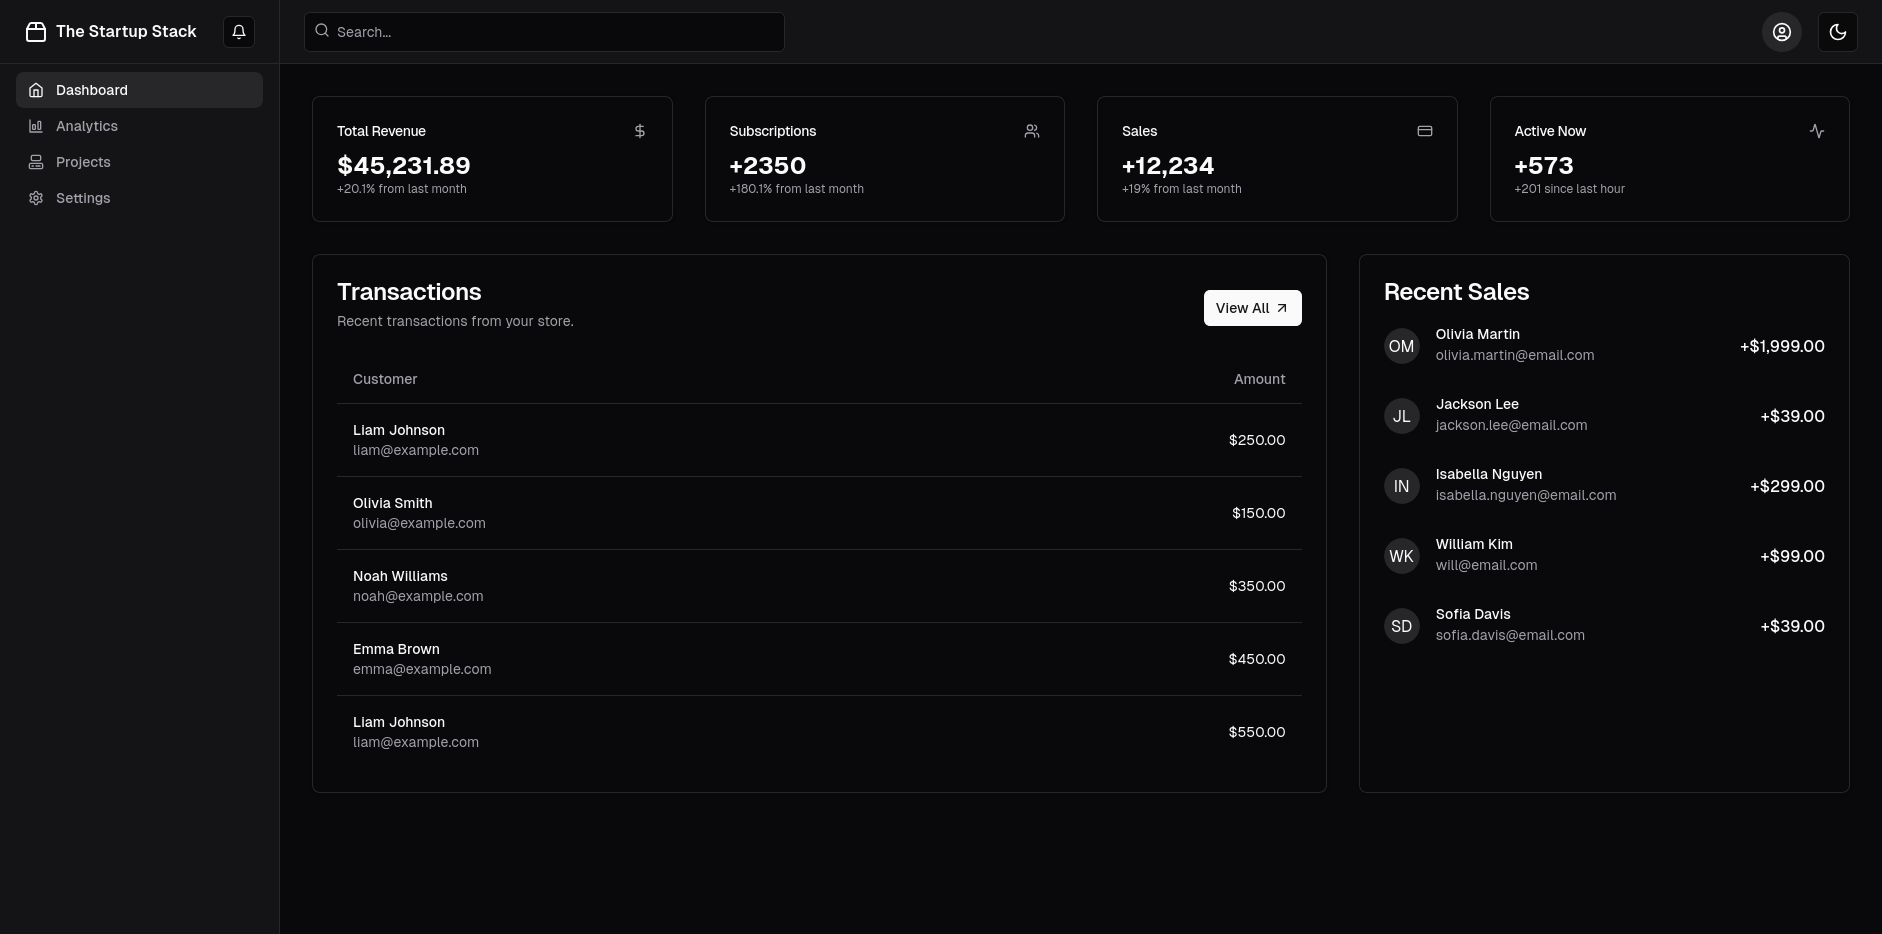 The Startup Stack
Search...
Dashboard
Analytics
Projects
Settings
Total Revenue
$45,231.89
+20.1% from last month
Subscriptions
+2350
+180.1% from last month
Sales
+12,234
+19% from last month
Active Now
+573
+201 since last hour
Transactions
Recent transactions from your store.
View All
Customer Amount
Liam Johnson
liam@example.com
$250.00
Olivia Smith
olivia@example.com
$150.00
Noah Williams
noah@example.com
$350.00
Emma Brown
emma@example.com
$450.00
Liam Johnson
liam@example.com
$550.00
Recent Sales
OM
Olivia Martin
olivia.martin@email.com
+$1,999.00
JL
Jackson Lee
jackson.lee@email.com
+$39.00
IN
Isabella Nguyen
isabella.nguyen@email.com
+$299.00
WK
William Kim
will@email.com
+$99.00
SD
Sofia Davis
sofia.davis@email.com
+$39.00